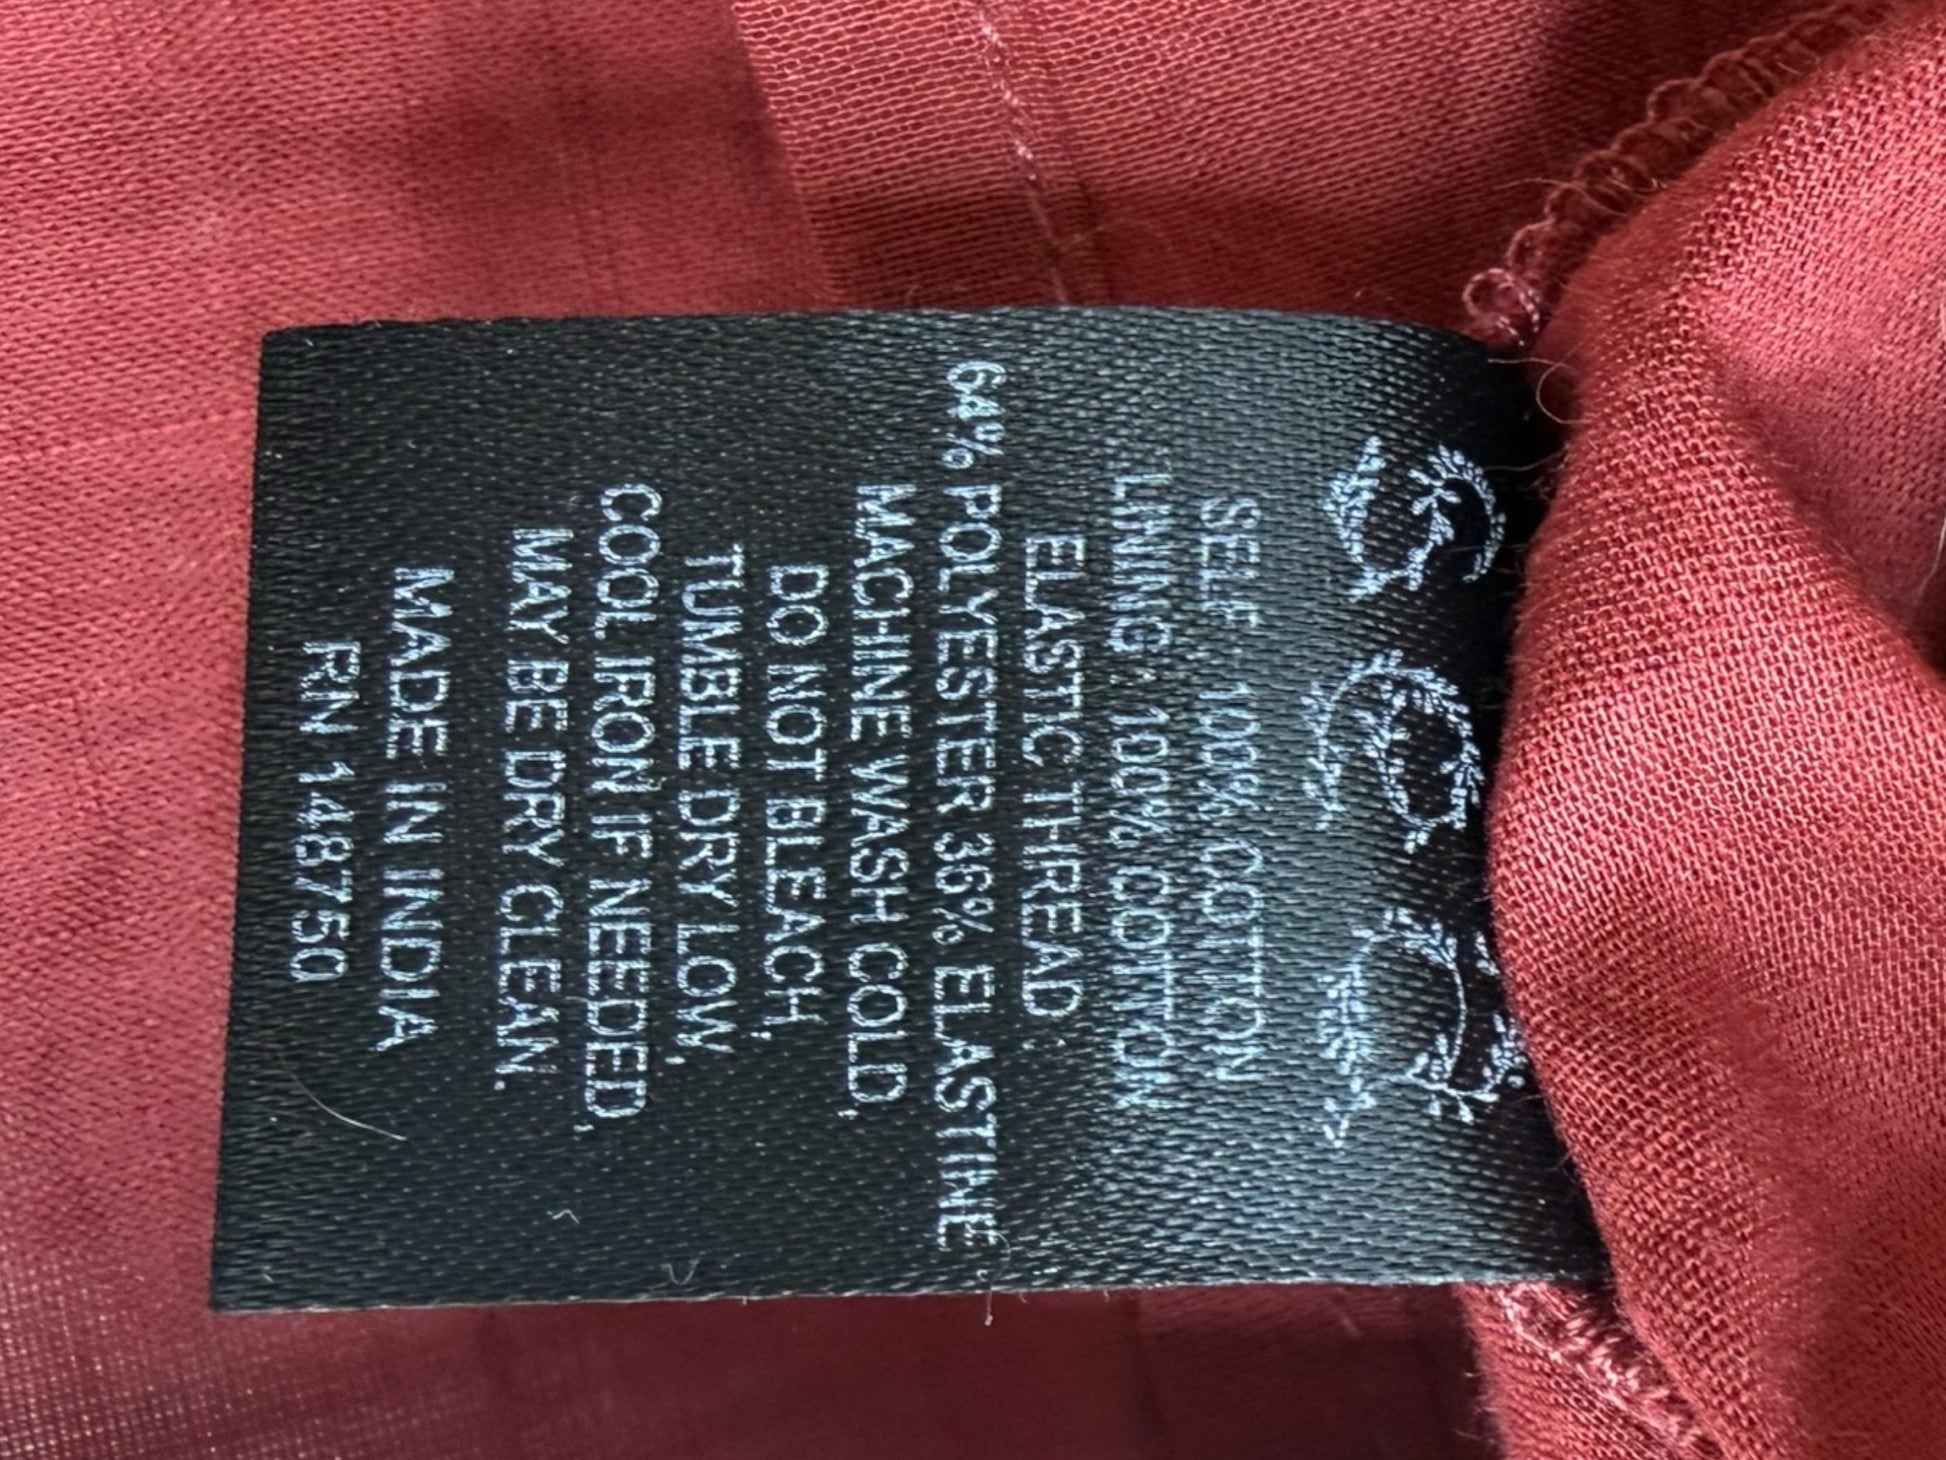 SELF 100% COTTON
LINING 100% COTTON
ELASTIC THREAD
64% POLYESTER 36% ELASTINE
MACHINE WASH COLD,
DO NOT BLEACH,
TUMBLE DRY LOW,
COOL IRON IF NEEDED,
MAY BE DRY CLEAN.
MADE IN INDIA
RN 148750